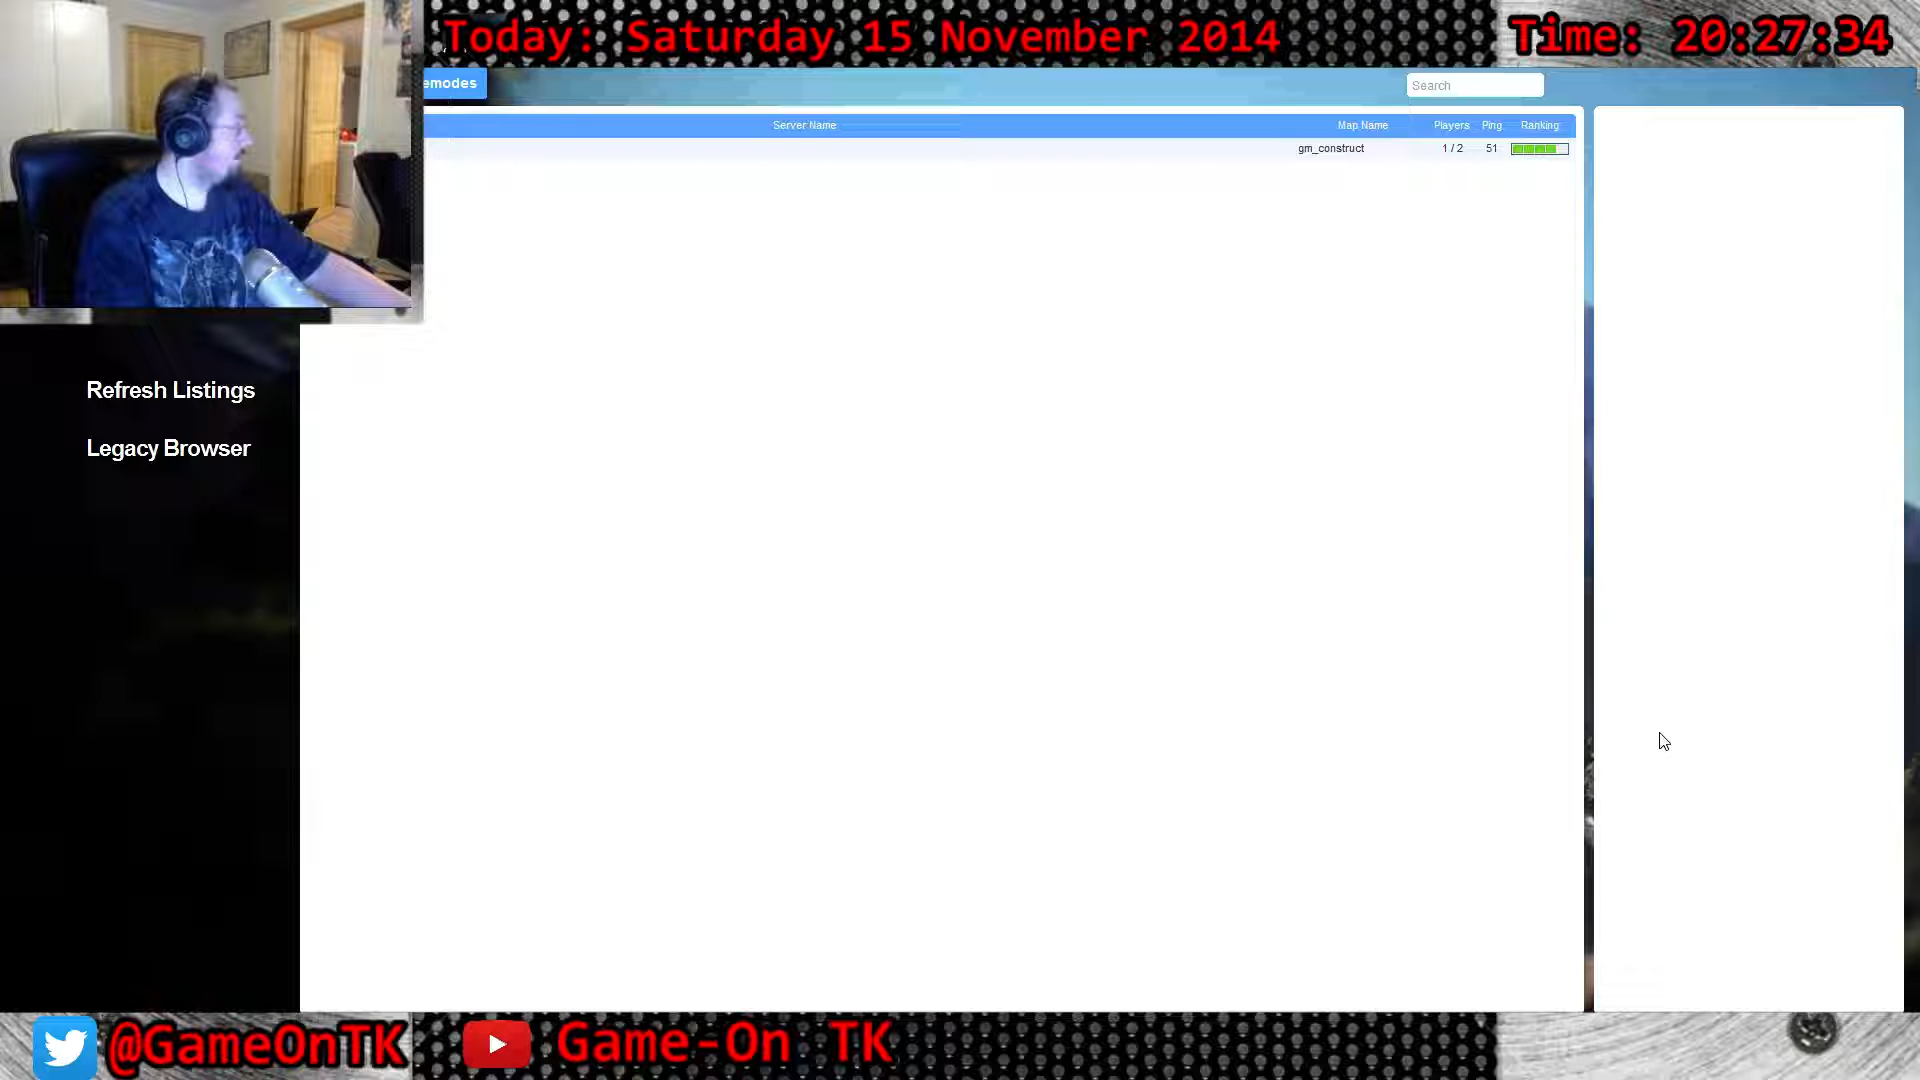 Today: Saturday 15 November 2014 Time: 20:27:34
emodes Search
Server Name Map Name Players Ping Ranking
gm_construct 1 / 2 51
Refresh Listings
Legacy Browser
@GameOnTK Game-On TK